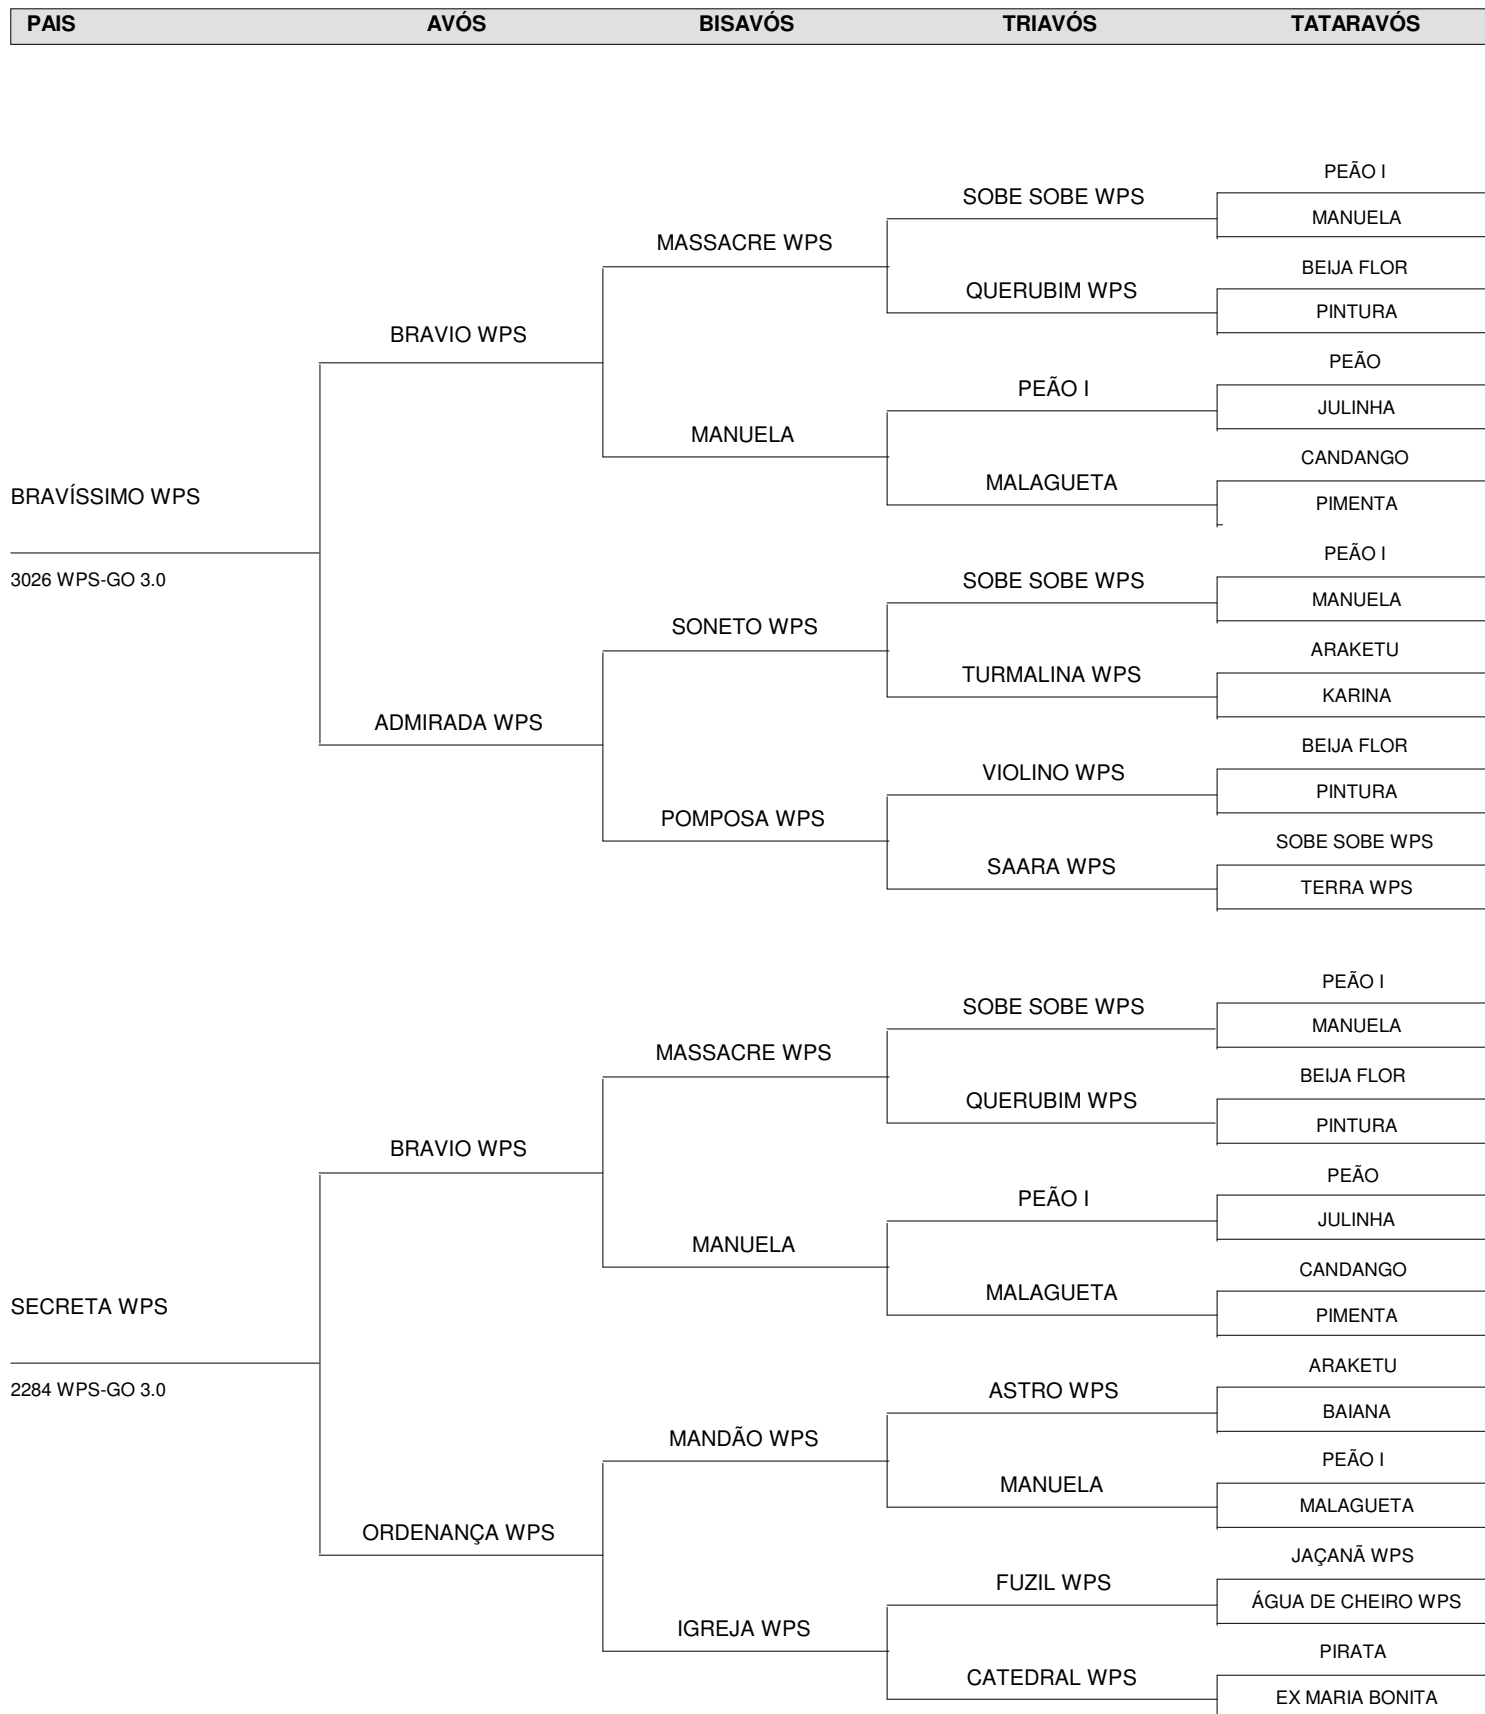 PAIS AVÓS BISAVÓS TRIAVÓS TATARAVÓS
PEÃO I
SOBE SOBE WPS
MANUELA
MASSACRE WPS
BEIJA FLOR
QUERUBIM WPS
PINTURA
BRAVIO WPS
PEÃO
PEÃO I
JULINHA
MANUELA
CANDANGO
MALAGUETA
BRAVÍSSIMO WPS
PIMENTA
PEÃO I
3026 WPS-GO 3.0
SOBE SOBE WPS
MANUELA
SONETO WPS
ARAKETU
TURMALINA WPS
KARINA
ADMIRADA WPS
BEIJA FLOR
VIOLINO WPS
PINTURA
POMPOSA WPS
SOBE SOBE WPS
SAARA WPS
TERRA WPS
PEÃO I
SOBE SOBE WPS
MANUELA
MASSACRE WPS
BEIJA FLOR
QUERUBIM WPS
PINTURA
BRAVIO WPS
PEÃO
PEÃO I
JULINHA
MANUELA
CANDANGO
MALAGUETA
SECRETA WPS
PIMENTA
ARAKETU
2284 WPS-GO 3.0
ASTRO WPS
BAIANA
MANDÃO WPS
PEÃO I
MANUELA
MALAGUETA
ORDENANÇA WPS
JAÇANÃ WPS
FUZIL WPS
ÁGUA DE CHEIRO WPS
IGREJA WPS
PIRATA
CATEDRAL WPS
EX MARIA BONITA